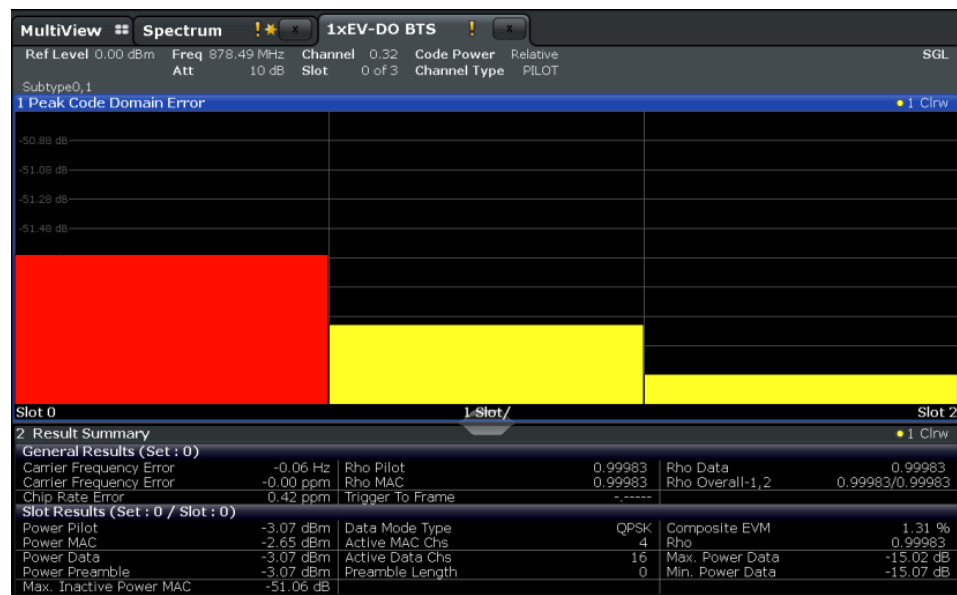 MultiView Spectrum ! x 1xEV-DO BTS ! x
Ref Level 0.00 dBm Freq 878.49 MHz Channel 0.32 Code Power Relative SGL
Att 10 dB Slot 0 of 3 Channel Type PILOT
Subtype0,1
1 Peak Code Domain Error 1 Clrw
-50.88 dB
-51.08 dB
-51.28 dB
-51.48 dB
Slot 0 1 Slot/ Slot 2
2 Result Summary 1 Clrw
General Results (Set : 0)
Carrier Frequency Error -0.06 Hz Rho Pilot 0.99983 Rho Data 0.99983
Carrier Frequency Error -0.00 ppm Rho MAC 0.99983 Rho Overall-1,2 0.99983/0.99983
Chip Rate Error 0.42 ppm Trigger To Frame -.-----
Slot Results (Set : 0 / Slot : 0)
Power Pilot -3.07 dBm Data Mode Type QPSK Composite EVM 1.31 %
Power MAC -2.65 dBm Active MAC Chs 4 Rho 0.99983
Power Data -3.07 dBm Active Data Chs 16 Max. Power Data -15.02 dB
Power Preamble -3.07 dBm Preamble Length 0 Min. Power Data -15.07 dB
Max. Inactive Power MAC -51.06 dB